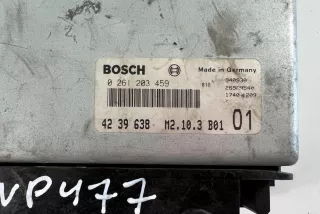 BOSCH Made in Germany
0 261 203 459
42 39 638 M2.10.3 B01 01
VP477